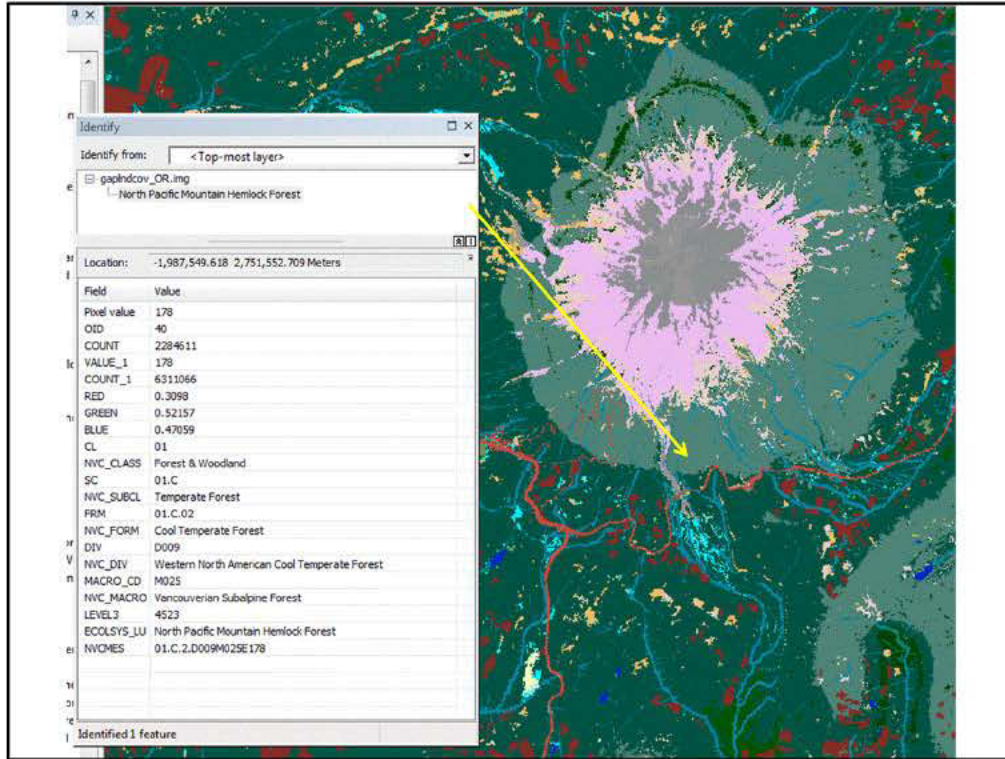 Identify
Identify from: <Top-most layer>
gaplndcov_OR.img
North Pacific Mountain Hemlock Forest
Location: -1,987,549.618 2,751,552.709 Meters
Field Value
Pixel value 178
OID 40
COUNT 2284611
VALUE_1 178
COUNT_1 6311066
RED 0.3098
GREEN 0.52157
BLUE 0.47059
CL 01
NVC_CLASS Forest & Woodland
SC 01.C
NVC_SUBCL Temperate Forest
FRM 01.C.02
NVC_FORM Cool Temperate Forest
DIV D009
NVC_DIV Western North American Cool Temperate Forest
MACRO_CD M025
NVC_MACRO Vancouverian Subalpine Forest
LEVEL3 4523
ECOLSYS_LU North Pacific Mountain Hemlock Forest
NVCMES 01.C.2.D009M025E178
Identified 1 feature